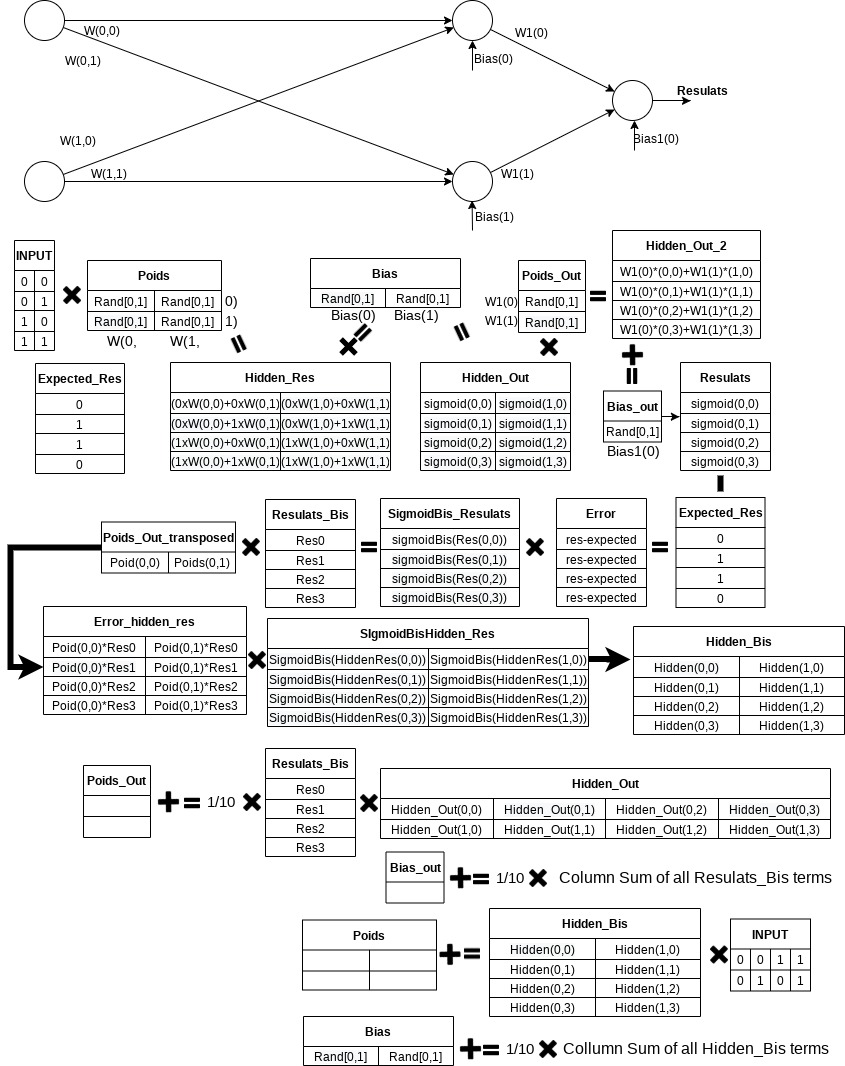 W(0,0)
W1(0)
W(0,1)
Bias(0)
Resulats
W(1,0)
Bias1(0)
W(1,1)
W1(1)
Bias(1)
INPUT
0 0
0 1
1 0
1 1
Poids
Rand[0,1] Rand[0,1] 0)
Rand[0,1] Rand[0,1] 1)
W(0, W(1,
Bias
Rand[0,1] Rand[0,1]
Bias(0) Bias(1)
Poids_Out
W1(0) Rand[0,1]
W1(1) Rand[0,1]
=
Hidden_Out_2
W1(0)*(0,0)+W1(1)*(1,0)
W1(0)*(0,1)+W1(1)*(1,1)
W1(0)*(0,2)+W1(1)*(1,2)
W1(0)*(0,3)+W1(1)*(1,3)
Expected_Res
0
1
1
0
Hidden_Res
(0xW(0,0)+0xW(0,1) (0xW(1,0)+0xW(1,1)
(0xW(0,0)+1xW(0,1) (0xW(1,0)+1xW(1,1)
(1xW(0,0)+0xW(0,1) (1xW(1,0)+0xW(1,1)
(1xW(0,0)+1xW(0,1) (1xW(1,0)+1xW(1,1)
Hidden_Out
sigmoid(0,0) sigmoid(1,0)
sigmoid(0,1) sigmoid(1,1)
sigmoid(0,2) sigmoid(1,2)
sigmoid(0,3) sigmoid(1,3)
Bias_out
Rand[0,1]
Bias1(0)
Resulats
sigmoid(0,0)
sigmoid(0,1)
sigmoid(0,2)
sigmoid(0,3)
Poids_Out_transposed
Poid(0,0) Poids(0,1)
Resulats_Bis
Res0
Res1
Res2
Res3
=
SigmoidBis_Resulats
sigmoidBis(Res(0,0))
sigmoidBis(Res(0,1))
sigmoidBis(Res(0,2))
sigmoidBis(Res(0,3))
Error
res-expected
res-expected
res-expected
res-expected
=
Expected_Res
0
1
1
0
Error_hidden_res
Poid(0,0)*Res0 Poid(0,1)*Res0
Poid(0,0)*Res1 Poid(0,1)*Res1
Poid(0,0)*Res2 Poid(0,1)*Res2
Poid(0,0)*Res3 Poid(0,1)*Res3
SIgmoidBisHidden_Res
SigmoidBis(HiddenRes(0,0)) SigmoidBis(HiddenRes(1,0))
SigmoidBis(HiddenRes(0,1)) SigmoidBis(HiddenRes(1,1))
SigmoidBis(HiddenRes(0,2)) SigmoidBis(HiddenRes(1,2))
SigmoidBis(HiddenRes(0,3)) SigmoidBis(HiddenRes(1,3))
Hidden_Bis
Hidden(0,0) Hidden(1,0)
Hidden(0,1) Hidden(1,1)
Hidden(0,2) Hidden(1,2)
Hidden(0,3) Hidden(1,3)
Poids_Out
+= 1/10
Resulats_Bis
Res0
Res1
Res2
Res3
Hidden_Out
Hidden_Out(0,0) Hidden_Out(0,1) Hidden_Out(0,2) Hidden_Out(0,3)
Hidden_Out(1,0) Hidden_Out(1,1) Hidden_Out(1,2) Hidden_Out(1,3)
Bias_out
+= 1/10 × Column Sum of all Resulats_Bis terms
Poids
+=
Hidden_Bis
Hidden(0,0) Hidden(1,0)
Hidden(0,1) Hidden(1,1)
Hidden(0,2) Hidden(1,2)
Hidden(0,3) Hidden(1,3)
INPUT
0 0 1 1
0 1 0 1
Bias
Rand[0,1] Rand[0,1]
+= 1/10 × Collumn Sum of all Hidden_Bis terms